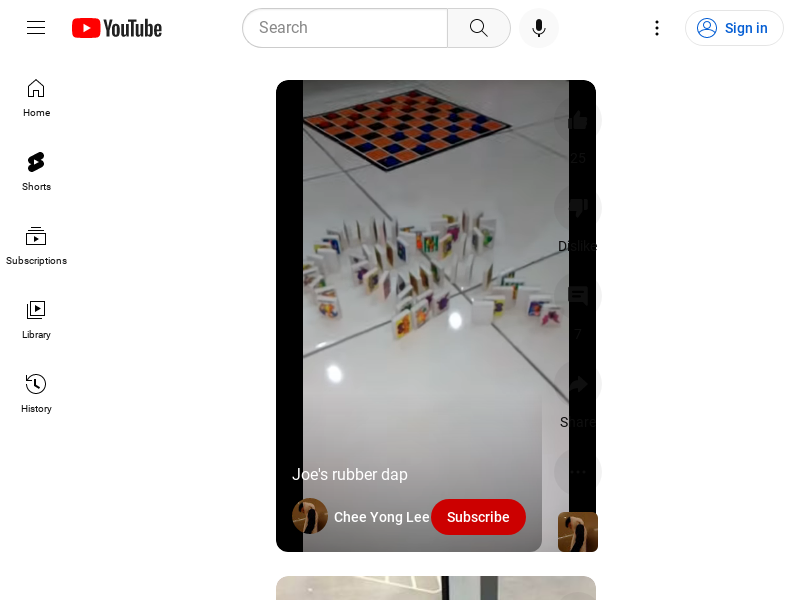 YouTube
Search
Sign in
Home
Shorts
Subscriptions
Library
History
25
Dislike
7
Share
Joe's rubber dap
Chee Yong Lee
Subscribe